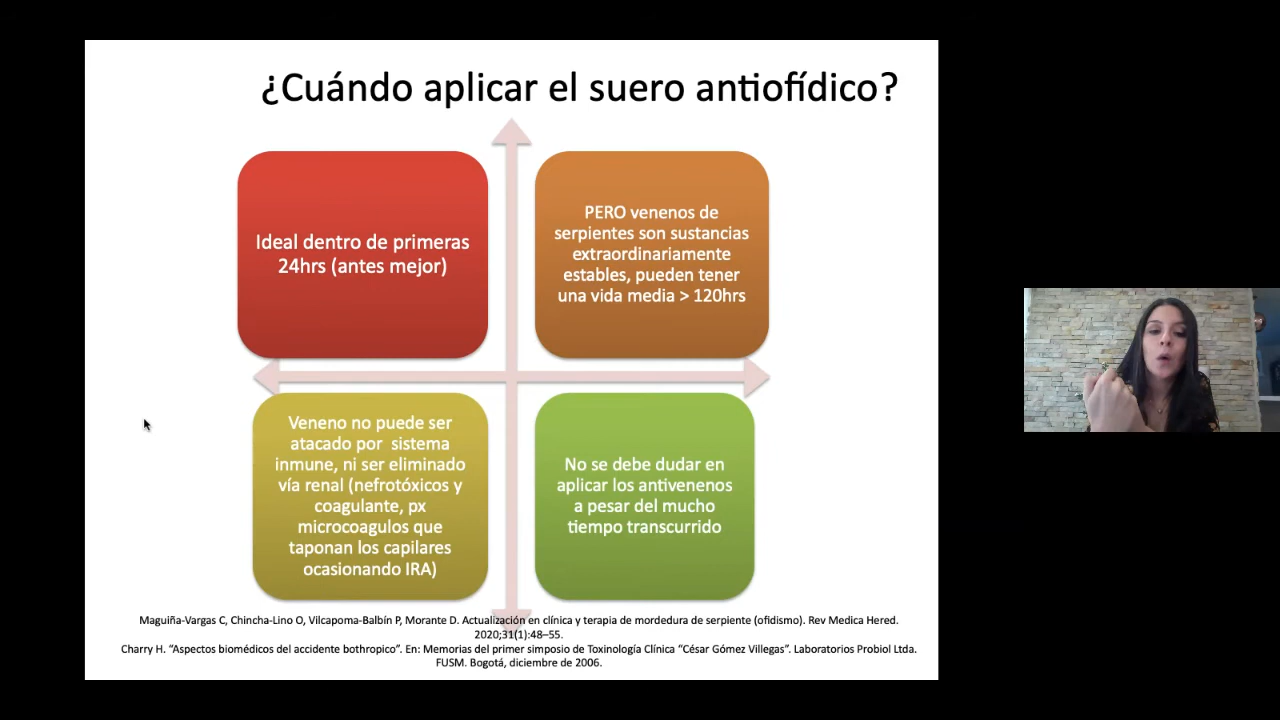 ¿Cuándo aplicar el suero antiofídico?
Ideal dentro de primeras
24hrs (antes mejor)
PERO venenos de
serpientes son sustancias
extraordinariamente
estables, pueden tener
una vida media > 120hrs
Veneno no puede ser
atacado por sistema
inmune, ni ser eliminado
vía renal (nefrotóxicos y
coagulante, px
microcoagulos que
taponan los capilares
ocasionando IRA)
No se debe dudar en
aplicar los antivenenos
a pesar del mucho
tiempo transcurrido
Maguiña-Vargas C, Chincha-Lino O, Vilcapoma-Balbín P, Morante D. Actualización en clínica y terapia de mordedura de serpiente (ofidismo). Rev Medica Hered.
2020;31(1):48–55.
Charry H. “Aspectos biomédicos del accidente bothropico”. En: Memorias del primer simposio de Toxinología Clínica “César Gómez Villegas”. Laboratorios Probiol Ltda.
FUSM. Bogotá, diciembre de 2006.